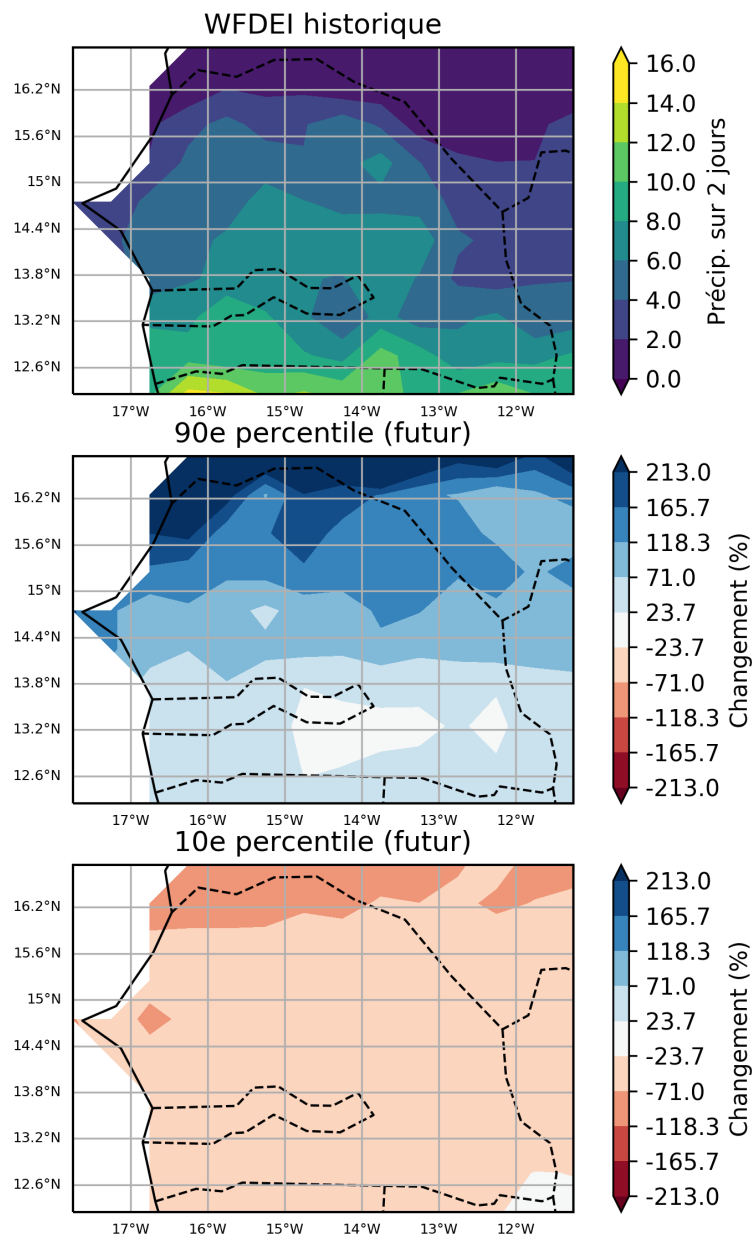 WFDEI historique
16.2°N
15.6°N
15°N
14.4°N
13.8°N
13.2°N
12.6°N
17°W
16°W
15°W
14°W
13°W
12°W
16.0
14.0
12.0
10.0
8.0
6.0
4.0
2.0
0.0
Précip. sur 2 jours
90e percentile (futur)
16.2°N
15.6°N
15°N
14.4°N
13.8°N
13.2°N
12.6°N
17°W
16°W
15°W
14°W
13°W
12°W
213.0
165.7
118.3
71.0
23.7
-23.7
-71.0
-118.3
-165.7
-213.0
Changement (%)
10e percentile (futur)
16.2°N
15.6°N
15°N
14.4°N
13.8°N
13.2°N
12.6°N
17°W
16°W
15°W
14°W
13°W
12°W
213.0
165.7
118.3
71.0
23.7
-23.7
-71.0
-118.3
-165.7
-213.0
Changement (%)